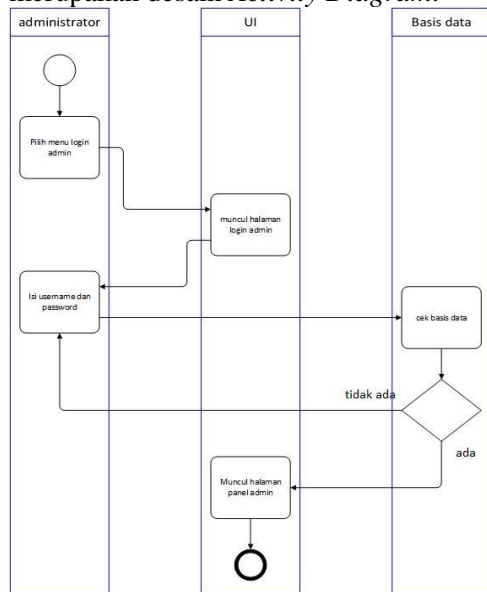 merupakan desain Activity Diagram.
administrator
UI
Basis data
Pilih menu login
admin
muncul halaman
login admin
Isi username dan
password
cek basis data
tidak ada
ada
Muncul halaman
panel admin